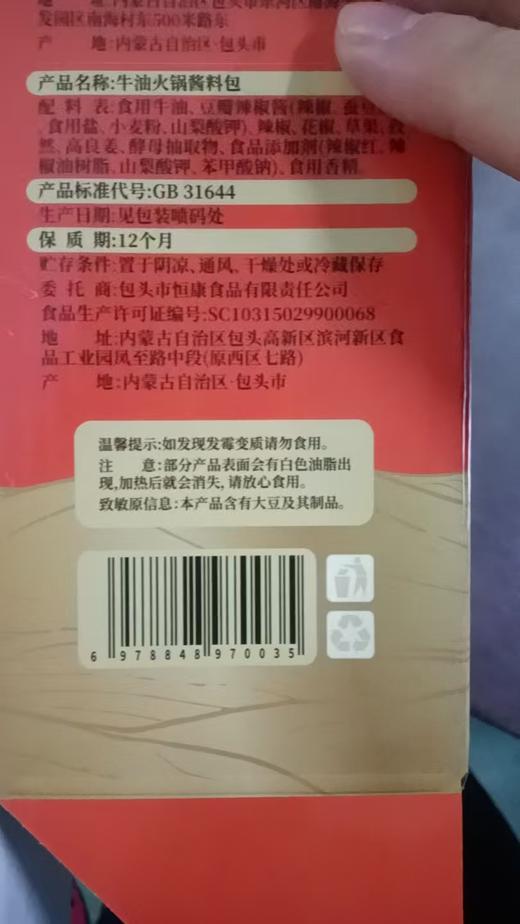 发园区南海村东500米路东
产 地:内蒙古自治区·包头市
产品名称:牛油火锅酱料包
配 料 表:食用牛油、豆瓣辣椒酱(辣椒、蚕豆
、食用盐、小麦粉、山梨酸钾)、辣椒、花椒、草果、孜
然、高良姜、酵母抽取物、食品添加剂(辣椒红、辣
椒油树脂、山梨酸钾、苯甲酸钠)、食用香精。
产品标准代号:GB 31644
生产日期:见包装喷码处
保 质 期:12个月
贮存条件:置于阴凉、通风、干燥处或冷藏保存
委 托 商:包头市恒康食品有限责任公司
食品生产许可证编号:SC10315029900068
地 址:内蒙古自治区包头高新区滨河新区食
品工业园凤至路中段(原西区七路)
产 地:内蒙古自治区·包头市
温馨提示:如发现发霉变质请勿食用。
注 意:部分产品表面会有白色油脂出
现,加热后就会消失,请放心食用。
致敏原信息:本产品含有大豆及其制品。
6 978848 970035